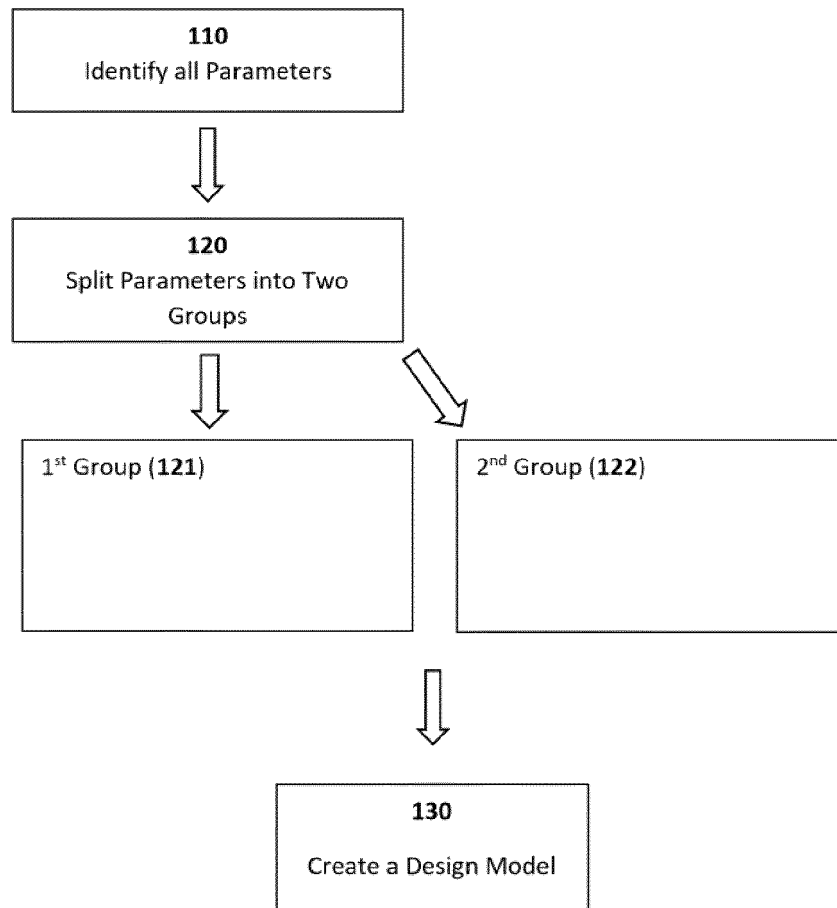 110
Identify all Parameters
120
Split Parameters into Two
Groups
1st Group (121)
2nd Group (122)
130
Create a Design Model